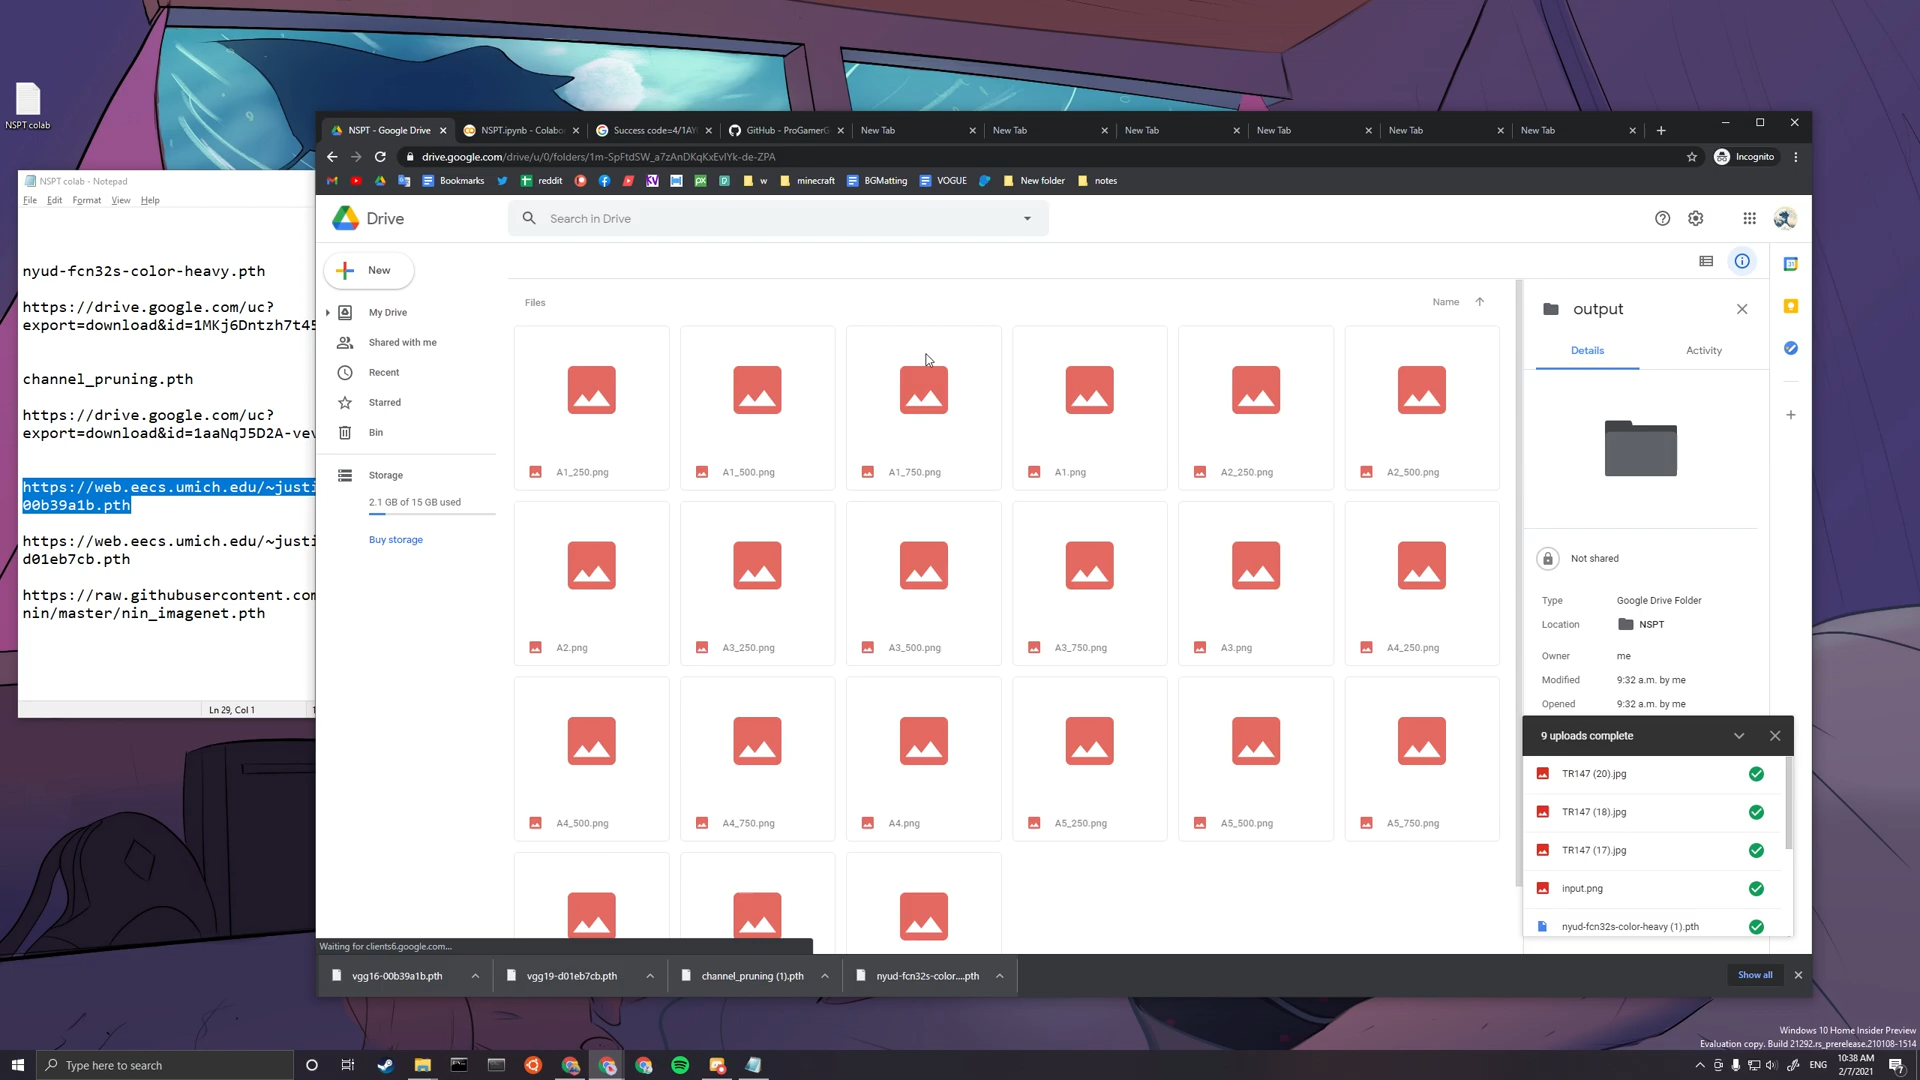 NSPT colab
NSPT colab - Notepad
File Edit Format View Help
nyud-fcn32s-color-heavy.pth
https://drive.google.com/uc?
export=download&id=1MKj6Dntzh7t45
channel_pruning.pth
https://drive.google.com/uc?
export=download&id=1aaNqJ5D2A-vev
https://web.eecs.umich.edu/~justi
00b39a1b.pth
https://web.eecs.umich.edu/~justi
d01eb7cb.pth
https://raw.githubusercontent.com
nin/master/nin_imagenet.pth
Ln 29, Col 1
NSPT - Google Drive
NSPT.ipynb - Colabo
Success code=4/1AY
GitHub - ProGamerG
New Tab
New Tab
New Tab
New Tab
New Tab
New Tab
drive.google.com/drive/u/0/folders/1m-SpFtdSW_a7zAnDKqKxEvIYk-de-ZPA
Incognito
Bookmarks
reddit
w
minecraft
BGMatting
VOGUE
New folder
notes
Drive
Search in Drive
New
My Drive
Shared with me
Recent
Starred
Bin
Storage
2.1 GB of 15 GB used
Buy storage
Files
Name
A1_250.png
A1_500.png
A1_750.png
A1.png
A2_250.png
A2_500.png
A2.png
A3_250.png
A3_500.png
A3_750.png
A3.png
A4_250.png
A4_500.png
A4_750.png
A4.png
A5_250.png
A5_500.png
A5_750.png
output
Details
Activity
Not shared
Type Google Drive Folder
Location NSPT
Owner me
Modified 9:32 a.m. by me
Opened 9:32 a.m. by me
9 uploads complete
TR147 (20).jpg
TR147 (18).jpg
TR147 (17).jpg
input.png
nyud-fcn32s-color-heavy (1).pth
Waiting for clients6.google.com...
vgg16-00b39a1b.pth
vgg19-d01eb7cb.pth
channel_pruning (1).pth
nyud-fcn32s-color....pth
Show all
Windows 10 Home Insider Preview
Evaluation copy. Build 21292.rs_prerelease.210108-1514
Type here to search
ENG
10:38 AM
2/7/2021